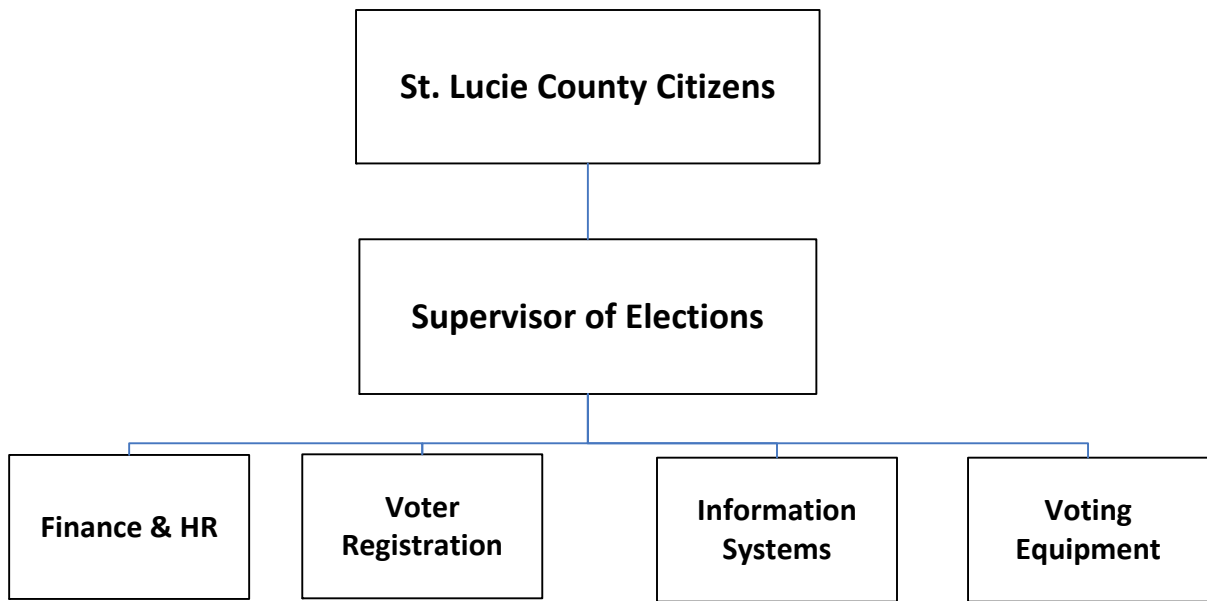 St. Lucie County Citizens
Supervisor of Elections
Finance & HR
Voter
Registration
Information
Systems
Voting
Equipment